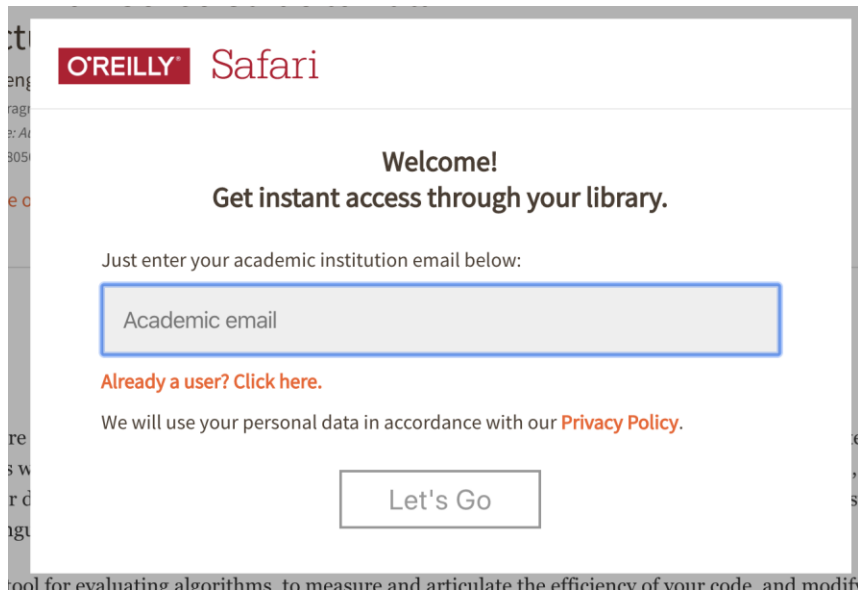 O'REILLY® Safari
Welcome!
Get instant access through your library.
Just enter your academic institution email below:
Academic email
Already a user? Click here.
We will use your personal data in accordance with our Privacy Policy.
Let's Go
tool for evaluating algorithms, to measure and articulate the efficiency of your code, and modify